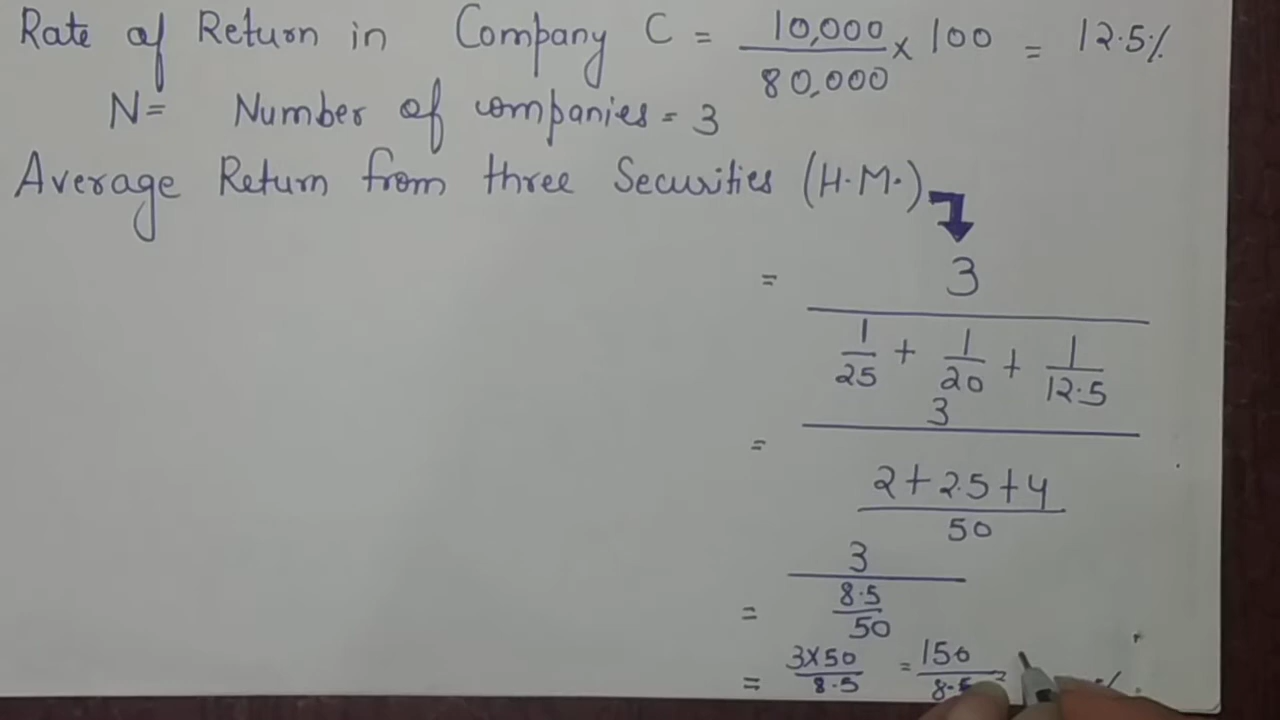 Rate of Return in Company C = 10,000/80,000 x 100 = 12.5%
N= Number of companies = 3
Average Return from three Securities (H.M.)
= 3
1/25 + 1/20 + 1/12.5
= 3
2+2.5+4
50
= 3
8.5
50
= 3x50/8.5 = 150/8.5 =
%